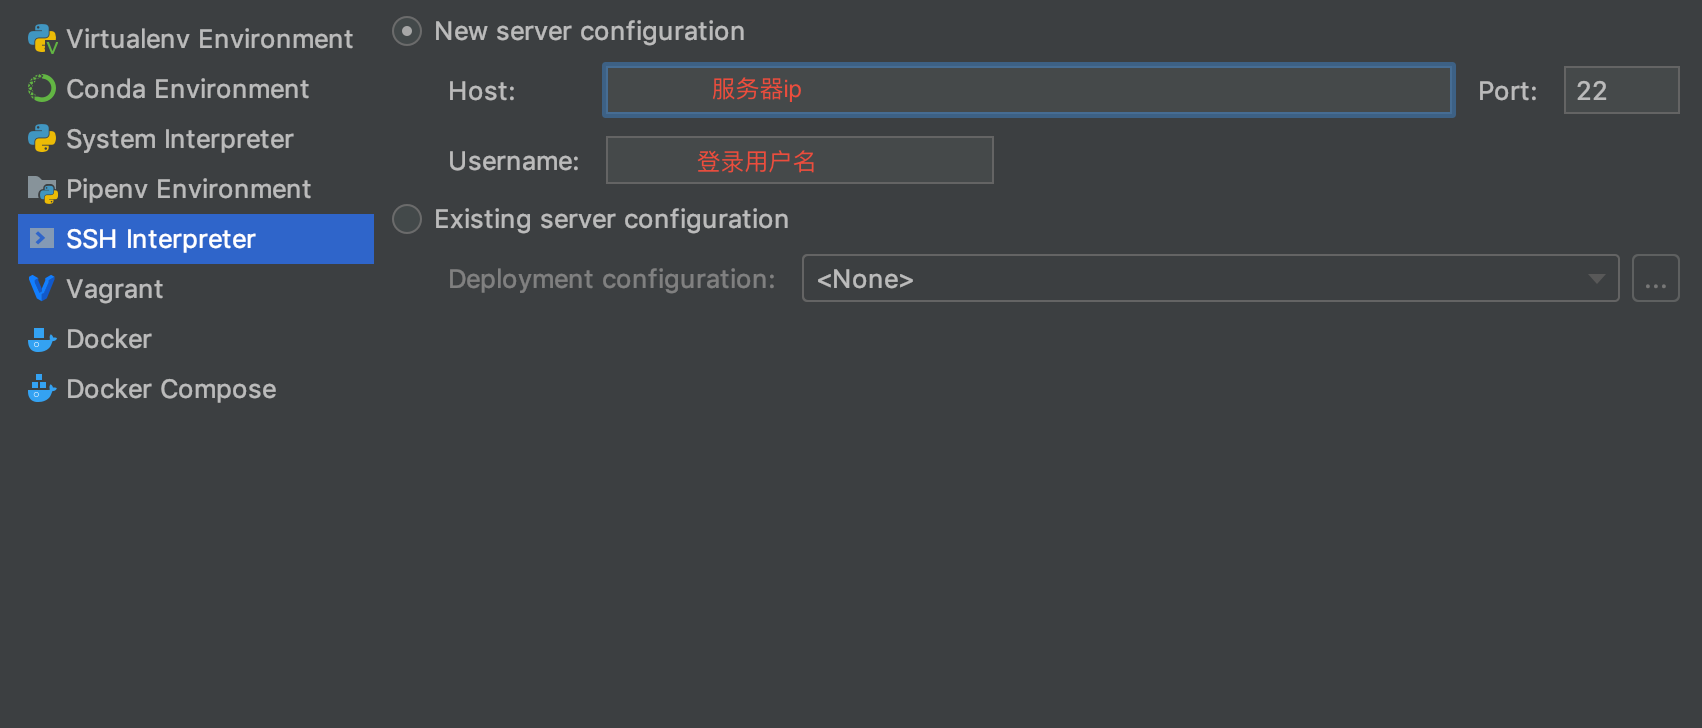 Virtualenv Environment
Conda Environment
System Interpreter
Pipenv Environment
SSH Interpreter
Vagrant
Docker
Docker Compose
New server configuration
Host: 服务器ip Port: 22
Username: 登录用户名
Existing server configuration
Deployment configuration: <None> ...